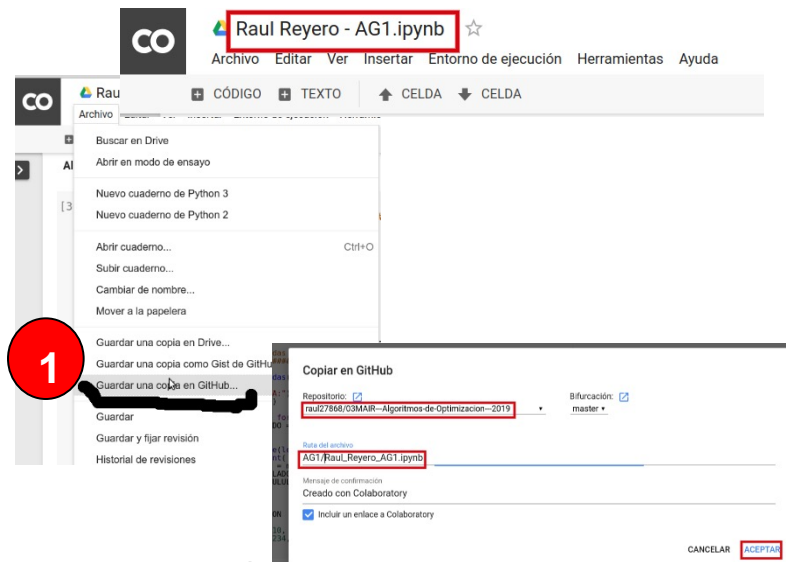 CO
Raul Reyero - AG1.ipynb
Archivo Editar Ver Insertar Entorno de ejecución Herramientas Ayuda
CÓDIGO TEXTO CELDA CELDA
CO
Rau
Archivo
Al
[3
Buscar en Drive
Abrir en modo de ensayo
Nuevo cuaderno de Python 3
Nuevo cuaderno de Python 2
Abrir cuaderno... Ctrl+O
Subir cuaderno...
Cambiar de nombre...
Mover a la papelera
Guardar una copia en Drive...
Guardar una copia como Gist de GitHu
1
Guardar una copia en GitHub...
Guardar
Guardar y fijar revisión
Historial de revisiones
Copiar en GitHub
Repositorio: Bifurcación:
raul27868/03MAIR---Algoritmos-de-Optimizacion---2019 master
Ruta del archivo
AG1/Raul_Reyero_AG1.ipynb
Mensaje de confirmación
Creado con Colaboratory
Incluir un enlace a Colaboratory
CANCELAR ACEPTAR